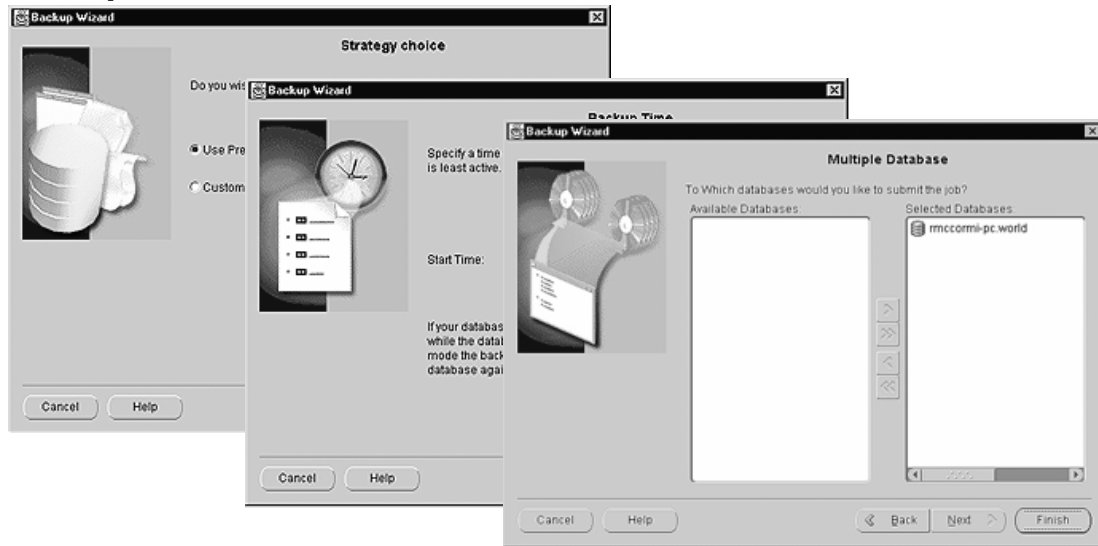 Backup Wizard
Strategy choice
Do you wis
Use Pre
Custom
Cancel Help
Backup Wizard
Backup Time
Specify a time
is least active.
Start Time:
If your databas
while the datal
mode the back
database agai
Cancel Help
Backup Wizard
Multiple Database
To Which databases would you like to submit the job?
Available Databases: Selected Databases
rmccormi-pc.world
Cancel Help Back Next Finish